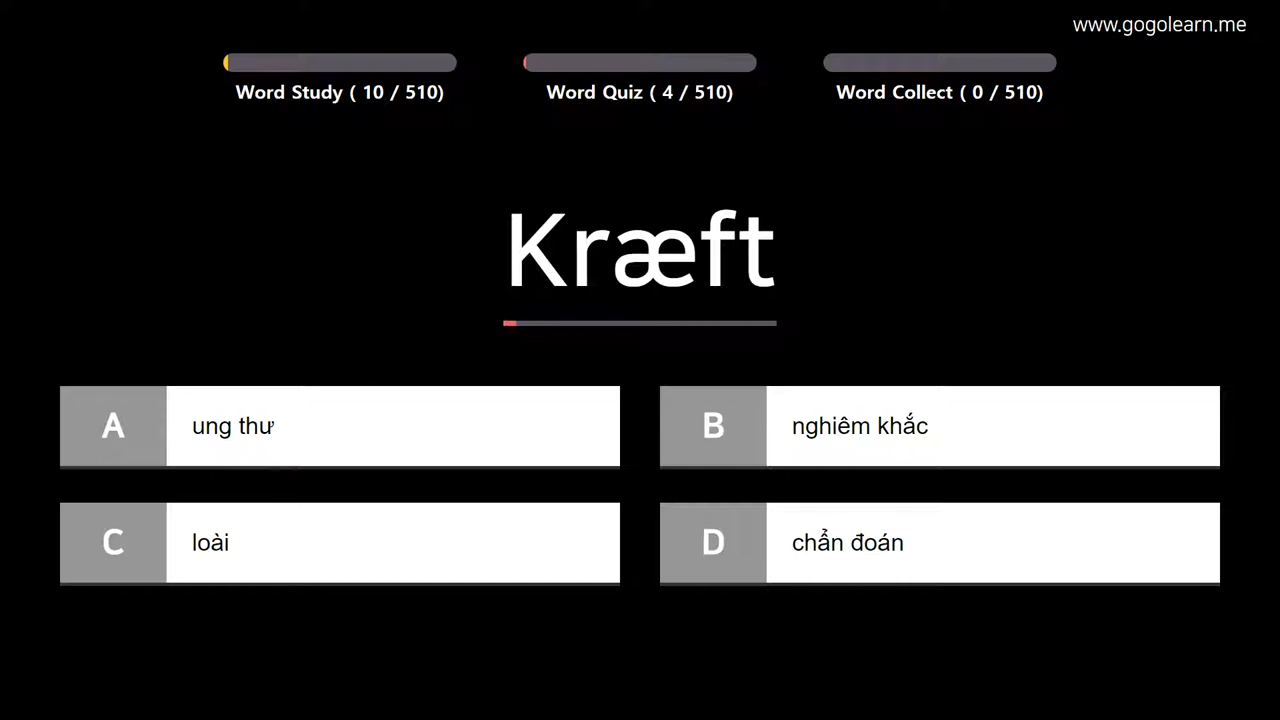 www.gogolearn.me
Word Study ( 10 / 510)
Word Quiz ( 4 / 510)
Word Collect ( 0 / 510)
Kræft
A
ung thư
B
nghiêm khắc
C
loài
D
chẩn đoán